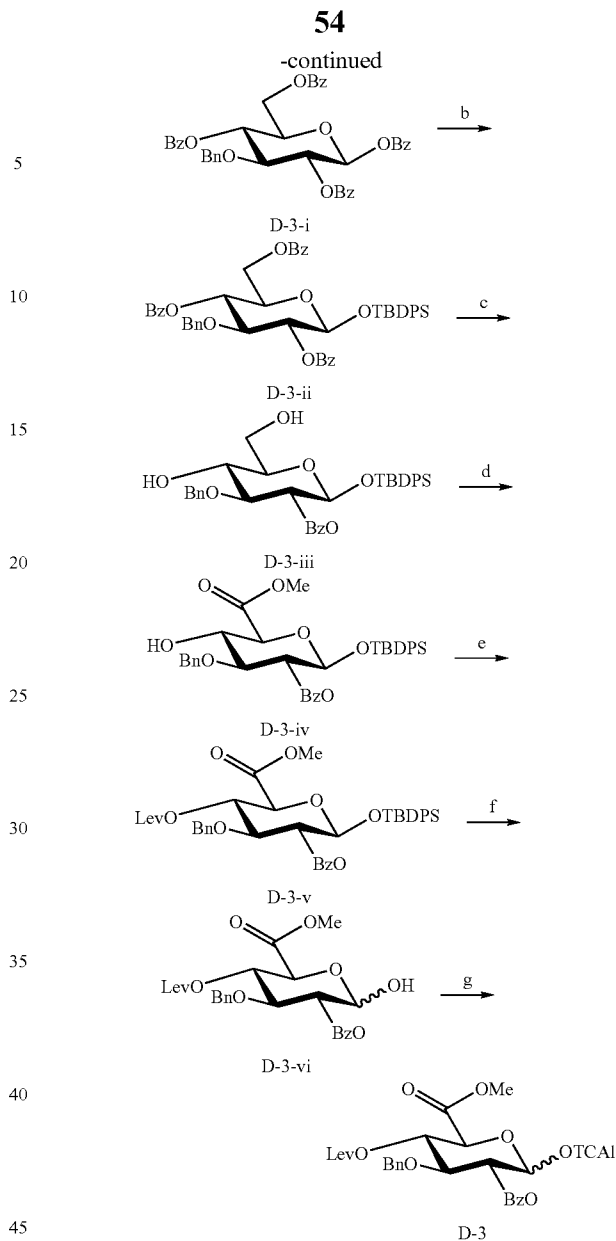 54
-continued
OBz
O
b
BzO
BnO
OBz
5
OBz
D-3-i
OBz
10
O
BzO
BnO
OTBDPS
c
OBz
D-3-ii
15
OH
O
HO
BnO
OTBDPS
d
BzO
20
D-3-iii
O
OMe
O
HO
BnO
OTBDPS
e
25
BzO
D-3-iv
O
OMe
O
LevO
BnO
OTBDPS
f
30
BzO
D-3-v
O
OMe
35
O
LevO
BnO
OH
g
BzO
D-3-vi
40
O
OMe
O
LevO
BnO
OTCAl
BzO
45
D-3